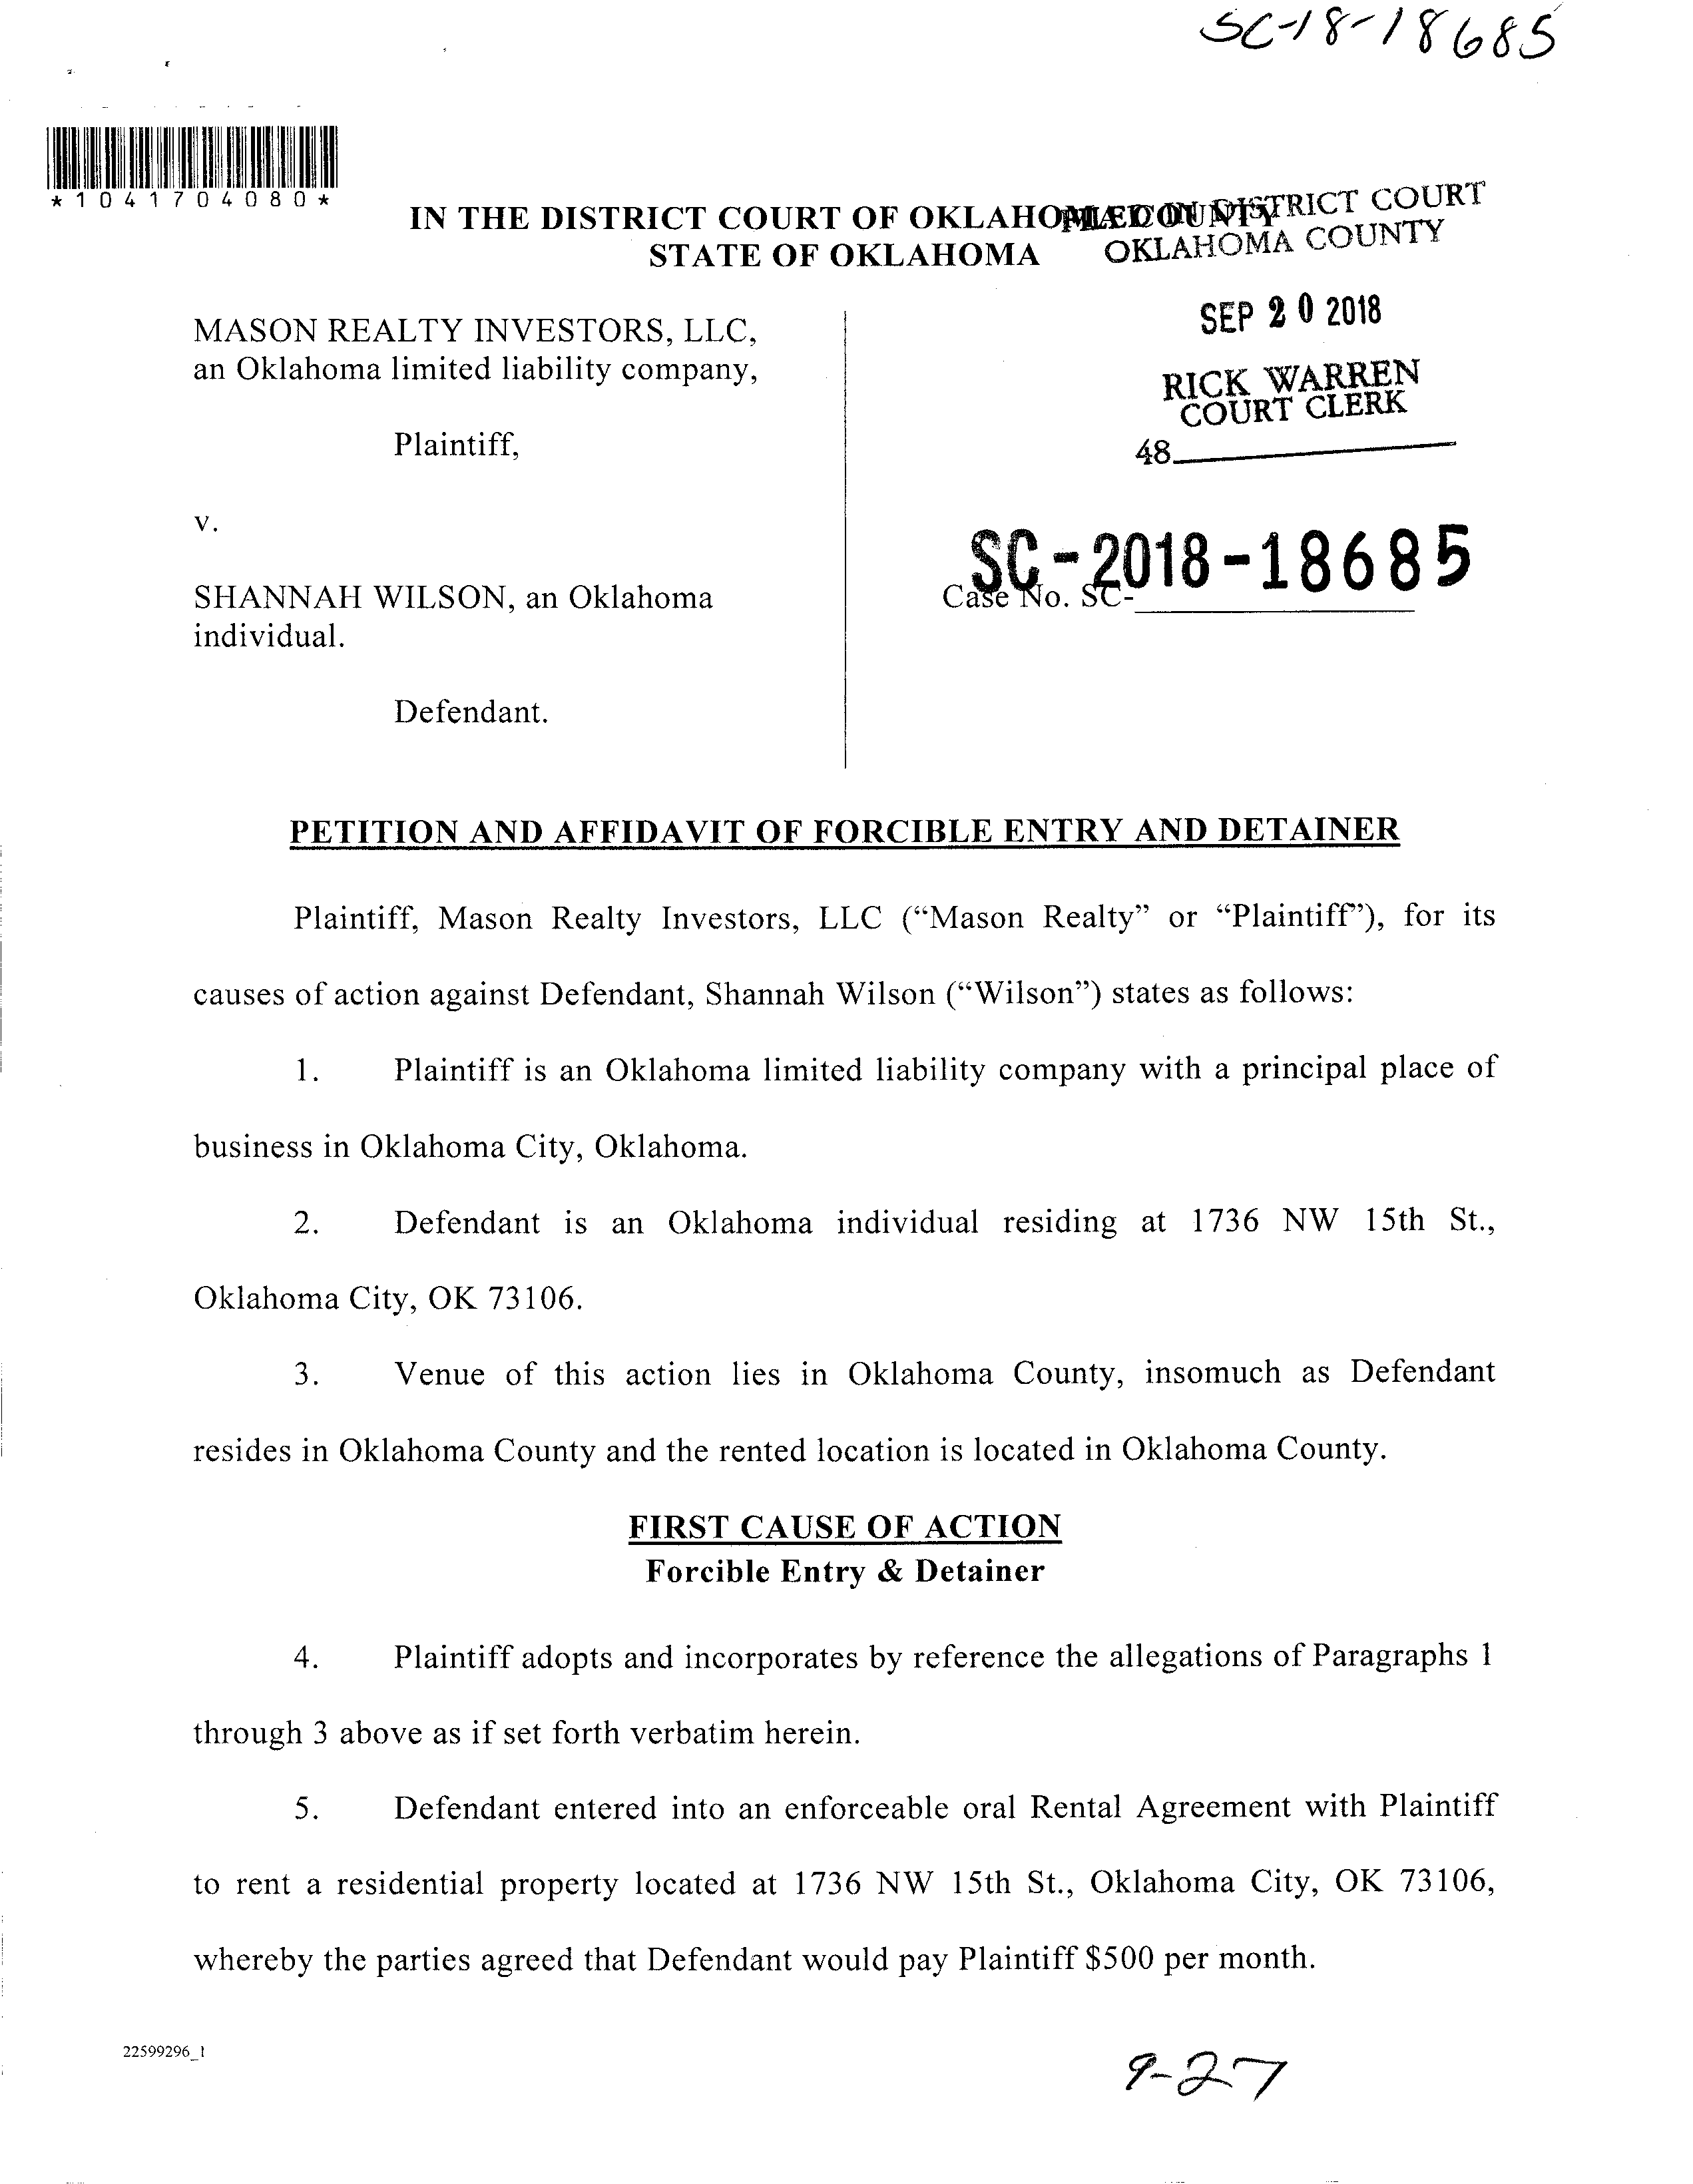 SC-18-18685
*1041704080*
IN THE DISTRICT COURT OF OKLAHOMA COUNTY
STATE OF OKLAHOMA
FILED IN DISTRICT COURT
OKLAHOMA COUNTY
SEP 20 2018
RICK WARREN
COURT CLERK
48
MASON REALTY INVESTORS, LLC,
an Oklahoma limited liability company,
Plaintiff,
v.
SHANNAH WILSON, an Oklahoma
individual.
Defendant.
SC-2018-18685
Case No. SC-
PETITION AND AFFIDAVIT OF FORCIBLE ENTRY AND DETAINER
Plaintiff, Mason Realty Investors, LLC (“Mason Realty” or “Plaintiff”), for its
causes of action against Defendant, Shannah Wilson (“Wilson”) states as follows:
1. Plaintiff is an Oklahoma limited liability company with a principal place of
business in Oklahoma City, Oklahoma.
2. Defendant is an Oklahoma individual residing at 1736 NW 15th St.,
Oklahoma City, OK 73106.
3. Venue of this action lies in Oklahoma County, insomuch as Defendant
resides in Oklahoma County and the rented location is located in Oklahoma County.
FIRST CAUSE OF ACTION
Forcible Entry & Detainer
4. Plaintiff adopts and incorporates by reference the allegations of Paragraphs 1
through 3 above as if set forth verbatim herein.
5. Defendant entered into an enforceable oral Rental Agreement with Plaintiff
to rent a residential property located at 1736 NW 15th St., Oklahoma City, OK 73106,
whereby the parties agreed that Defendant would pay Plaintiff $500 per month.
22599296_1
9-27